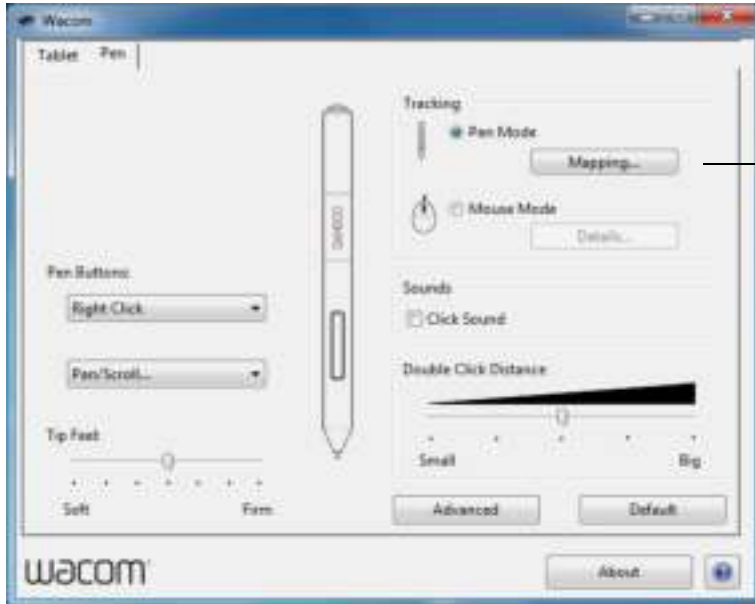 Wacom
Tablet Pen
Tracking
Pen Mode
Mapping...
Mouse Mode
Details...
BAMBOO
Pen Buttons:
Right Click
Sounds
Click Sound
Pan/Scroll...
Double Click Distance
Tip Feel:
Small Big
Soft Firm
Advanced Default
wacom
About
?